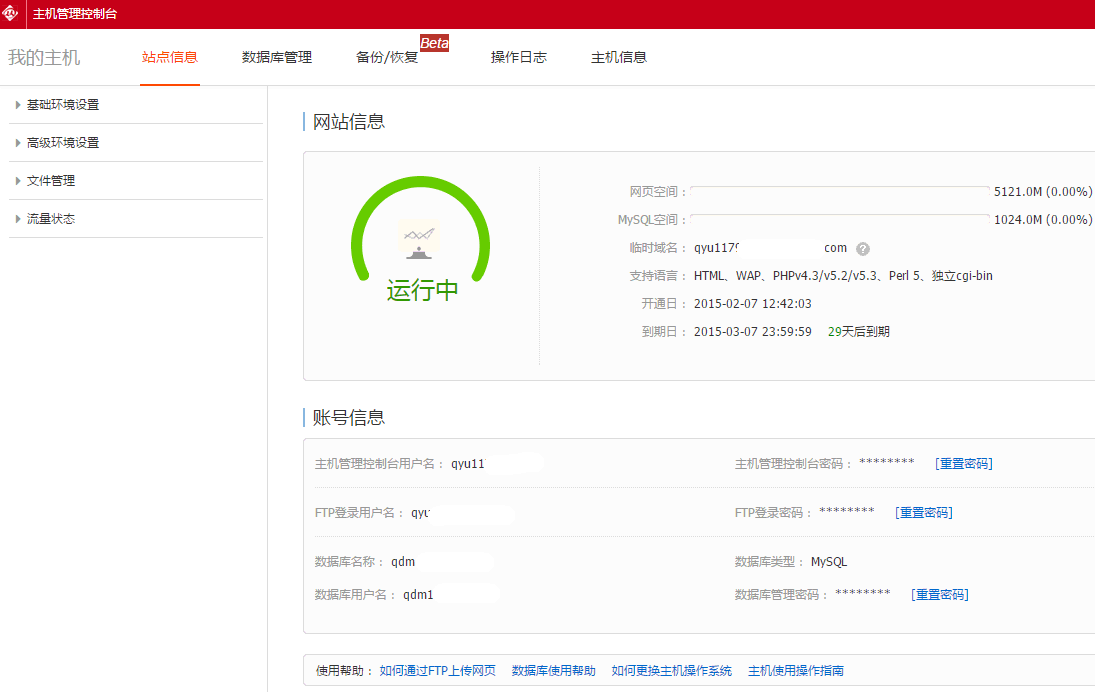 主机管理控制台
我的主机 站点信息 数据库管理 备份/恢复 Beta 操作日志 主机信息
基础环境设置
高级环境设置
文件管理
流量状态
网站信息
运行中
网页空间： 5121.0M (0.00%)
MySQL空间： 1024.0M (0.00%)
临时域名： qyu179 com ?
支持语言： HTML、WAP、PHPv4.3/v5.2/v5.3、Perl 5、独立cgi-bin
开通日： 2015-02-07 12:42:03
到期日： 2015-03-07 23:59:59 29天后到期
账号信息
主机管理控制台用户名： qyu11 主机管理控制台密码： ******** [重置密码]
FTP登录用户名： qyu FTP登录密码： ******** [重置密码]
数据库名称： qdm 数据库类型： MySQL
数据库用户名： qdm1 数据库管理密码： ******** [重置密码]
使用帮助： 如何通过FTP上传网页 数据库使用帮助 如何更换主机操作系统 主机使用操作指南